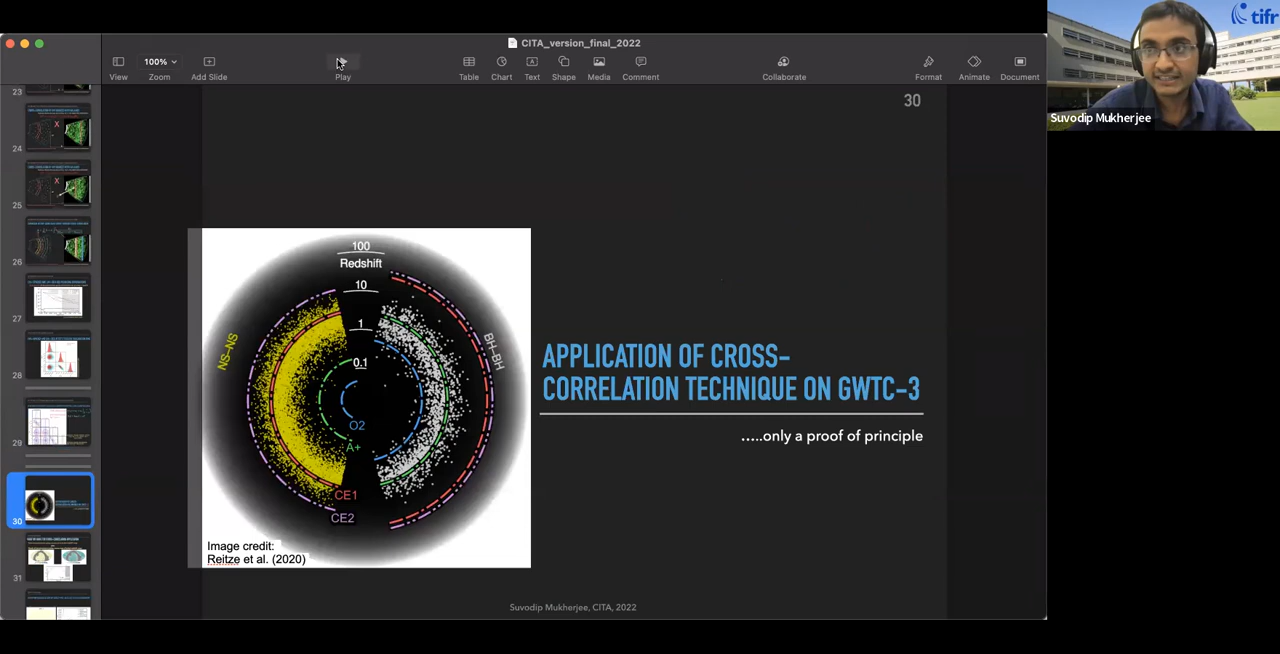 CITA_version_final_2022
100%
View
Zoom
Add Slide
Play
Table
Chart
Text
Shape
Media
Comment
Collaborate
Format
Animate
Document
tifr
Suvodip Mukherjee
23
24
25
26
27
28
29
30
31
30
100
Redshift
10
1
0.1
NS-NS
BH-BH
O2
A+
CE1
CE2
Image credit:
Reitze et al. (2020)
APPLICATION OF CROSS-
CORRELATION TECHNIQUE ON GWTC-3
.....only a proof of principle
Suvodip Mukherjee, CITA, 2022